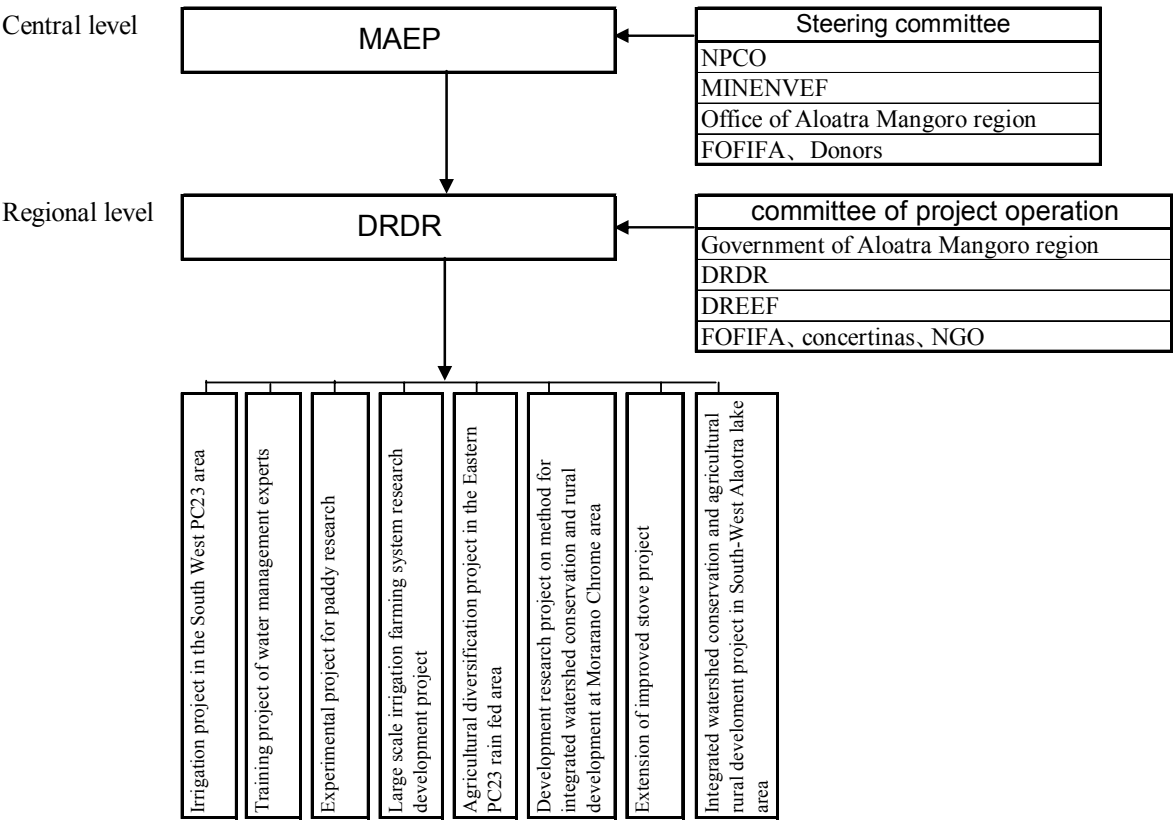 Central level
MAEP
Steering committee
NPCO
MINENVEF
Office of Aloatra Mangoro region
FOFIFA、Donors
Regional level
DRDR
committee of project operation
Government of Aloatra Mangoro region
DRDR
DREEF
FOFIFA、concertinas、NGO
Irrigation project in the South West PC23 area
Training project of water management experts
Experimental project for paddy research
Large scale irrigation farming system research
development project
Agricultural diversification project in the Eastern
PC23 rain fed area
Development research project on method for
integrated watershed conservation and rural
development at Morarano Chrome area
Extension of improved stove project
Integrated watershed conservation and agricultural
rural develoment project in South-West Alaotra lake
area